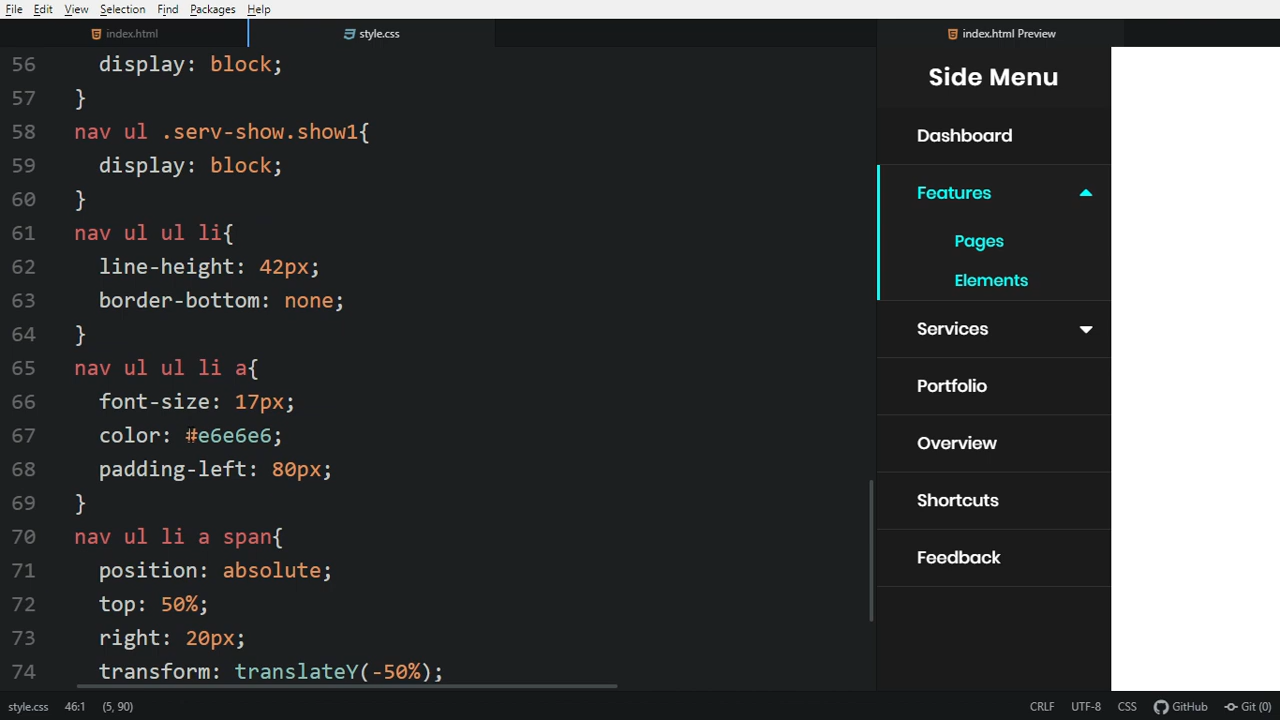 File Edit View Selection Find Packages Help
index.html style.css index.html Preview
56 display: block;
57 }
58 nav ul .serv-show.show1{
59 display: block;
60 }
61 nav ul ul li{
62 line-height: 42px;
63 border-bottom: none;
64 }
65 nav ul ul li a{
66 font-size: 17px;
67 color: #e6e6e6;
68 padding-left: 80px;
69 }
70 nav ul li a span{
71 position: absolute;
72 top: 50%;
73 right: 20px;
74 transform: translateY(-50%);
Side Menu
Dashboard
Features
Pages
Elements
Services
Portfolio
Overview
Shortcuts
Feedback
style.css 46:1 (5, 90) CRLF UTF-8 CSS GitHub Git (0)